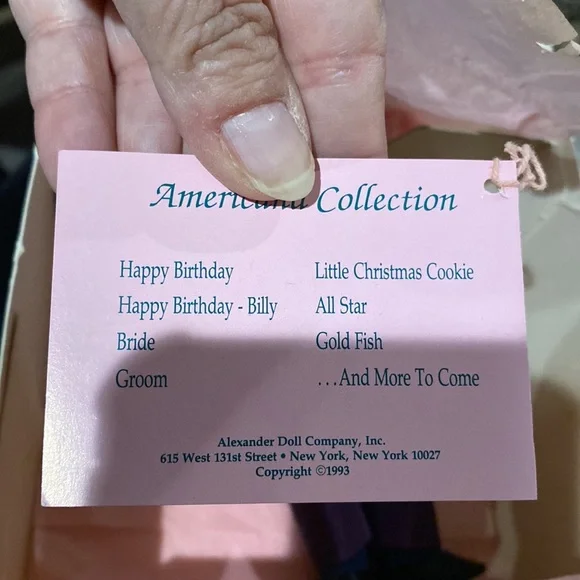 Americana Collection
Happy Birthday
Happy Birthday - Billy
Bride
Groom
Little Christmas Cookie
All Star
Gold Fish
...And More To Come
Alexander Doll Company, Inc.
615 West 131st Street • New York, New York 10027
Copyright ©1993